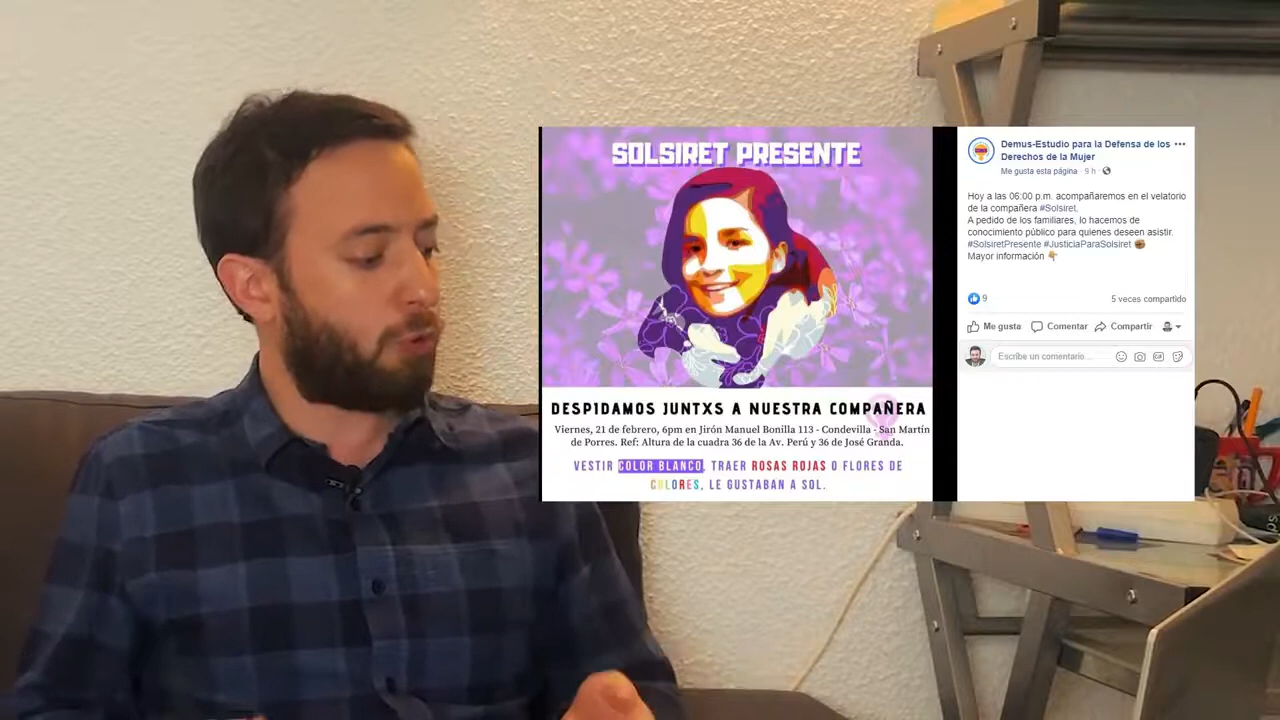 SOLSIRET PRESENTE
DESPIDAMOS JUNTXS A NUESTRA COMPAÑERA
Viernes, 21 de febrero, 6pm en Jirón Manuel Bonilla 113 - Condevilla - San Martín
de Porres. Ref: Altura de la cuadra 36 de la Av. Perú y 36 de José Granda.
VESTIR COLOR BLANCO, TRAER ROSAS ROJAS O FLORES DE
COLORES, LE GUSTABAN A SOL.
Demus-Estudio para la Defensa de los
Derechos de la Mujer
Me gusta esta página · 9 h ·
Hoy a las 06:00 p.m. acompañaremos en el velatorio
de la compañera #Solsiret.
A pedido de los familiares, lo hacemos de
conocimiento público para quienes deseen asistir.
#SolsiretPresente #JusticiaParaSolsiret
Mayor información
9
5 veces compartido
Me gusta Comentar Compartir
Escribe un comentario...
GIF